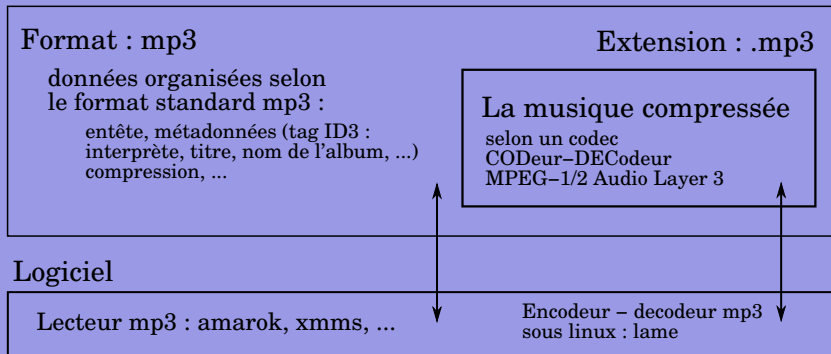 Format : mp3
Extension : .mp3
données organisées selon
le format standard mp3 :
entête, métadonnées (tag ID3 :
interprète, titre, nom de l'album, ...)
compression, ...
La musique compressée
selon un codec
CODeur–DECodeur
MPEG–1/2 Audio Layer 3
Logiciel
Lecteur mp3 : amarok, xmms, ...
Encodeur – decodeur mp3
sous linux : lame